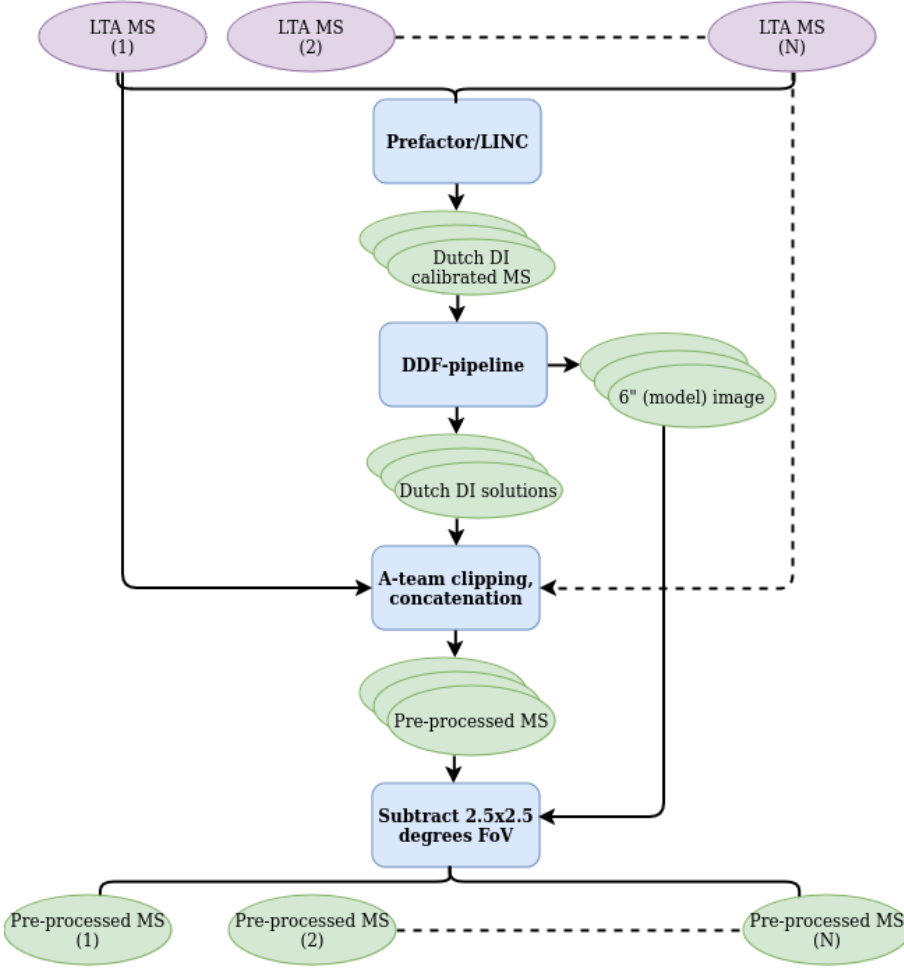 LTA MS
(1)
LTA MS
(2)
LTA MS
(N)
Prefactor/LINC
Dutch DI
calibrated MS
DDF-pipeline
6" (model) image
Dutch DI solutions
A-team clipping,
concatenation
Pre-processed MS
Subtract 2.5x2.5
degrees FoV
Pre-processed MS
(1)
Pre-processed MS
(2)
Pre-processed MS
(N)